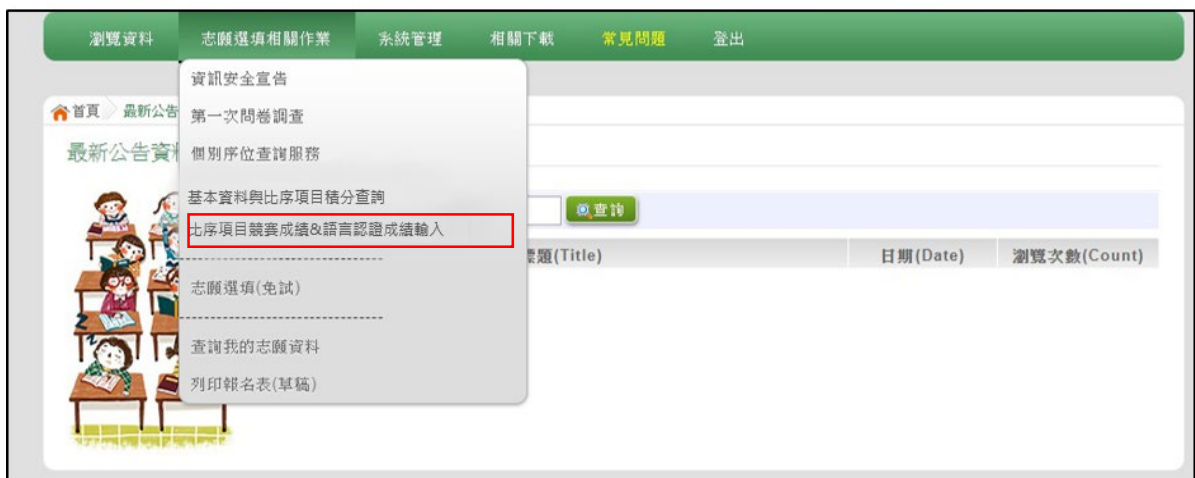 瀏覽資料 志願選填相關作業 系統管理 相關下載 常見問題 登出
資訊安全宣告
首頁 最新公告
第一次問卷調查
最新公告資
個別序位查詢服務
基本資料與比序項目積分查詢
查詢
比序項目競賽成績&語言認證成績輸入
標題(Title) 日期(Date) 瀏覽次數(Count)
--------------------------------
志願選填(免試)
--------------------------------
查詢我的志願資料
列印報名表(草稿)